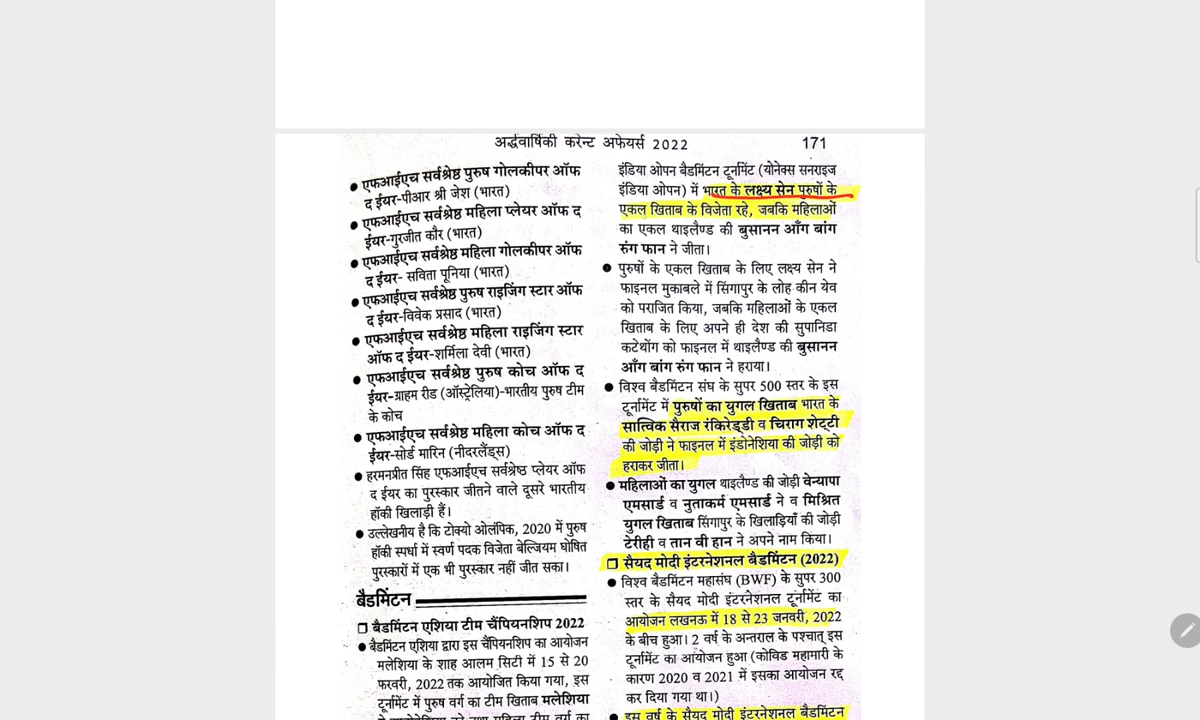 अर्द्धवार्षिकी करेन्ट अफेयर्स 2022
171
● एफआईएच सर्वश्रेष्ठ पुरुष गोलकीपर ऑफ
द ईयर-पीआर श्री जेश (भारत)
● एफआईएच सर्वश्रेष्ठ महिला प्लेयर ऑफ द
ईयर-गुरजीत कौर (भारत)
● एफआईएच सर्वश्रेष्ठ महिला गोलकीपर ऑफ
द ईयर- सविता पूनिया (भारत)
● एफआईएच सर्वश्रेष्ठ पुरुष राइजिंग स्टार ऑफ
द ईयर-विवेक प्रसाद (भारत)
● एफआईएच सर्वश्रेष्ठ महिला राइजिंग स्टार
ऑफ द ईयर-शर्मिला देवी (भारत)
● एफआईएच सर्वश्रेष्ठ पुरुष कोच ऑफ द
ईयर-ग्राहम रीड (ऑस्ट्रेलिया)-भारतीय पुरुष टीम
के कोच
● एफआईएच सर्वश्रेष्ठ महिला कोच ऑफ द
ईयर-सोर्ड मारिन (नीदरलैंड्स)
● हरमनप्रीत सिंह एफआईएच सर्वश्रेष्ठ प्लेयर ऑफ
द ईयर का पुरस्कार जीतने वाले दूसरे भारतीय
हॉकी खिलाड़ी हैं।
● उल्लेखनीय है कि टोक्यो ओलंपिक, 2020 में पुरुष
हॉकी स्पर्धा में स्वर्ण पदक विजेता बेल्जियम घोषित
पुरस्कारों में एक भी पुरस्कार नहीं जीत सका।
बैडमिंटन
❑ बैडमिंटन एशिया टीम चैंपियनशिप 2022
● बैडमिंटन एशिया द्वारा इस चैंपियनशिप का आयोजन
मलेशिया के शाह आलम सिटी में 15 से 20
फरवरी, 2022 तक आयोजित किया गया, इस
टूर्नामेंट में पुरुष वर्ग का टीम खिताब मलेशिया
इंडिया ओपन बैडमिंटन टूर्नामेंट (योनेक्स सनराइज
इंडिया ओपन) में भारत के लक्ष्य सेन पुरुषों के
एकल खिताब के विजेता रहे, जबकि महिलाओं
का एकल थाइलैण्ड की बुसानन आँग बांग
रुंग फान ने जीता।
● पुरुषों के एकल खिताब के लिए लक्ष्य सेन ने
फाइनल मुकाबले में सिंगापुर के लोह कीन येव
को पराजित किया, जबकि महिलाओं के एकल
खिताब के लिए अपने ही देश की सुपानिडा
कटेथोंग को फाइनल में थाइलैण्ड की बुसानन
आँग बांग रुंग फान ने हराया।
● विश्व बैडमिंटन संघ के सुपर 500 स्तर के इस
टूर्नामेंट में पुरुषों का युगल खिताब भारत के
सात्विक सैराज रंकिरेड्डी व चिराग शेट्टी
की जोड़ी ने फाइनल में इंडोनेशिया की जोड़ी को
हराकर जीता।
● महिलाओं का युगल थाइलैण्ड की जोड़ी वेन्यापा
एमसार्ड व नुताकर्म एमसार्ड ने व मिश्रित
युगल खिताब सिंगापुर के खिलाड़ियों की जोड़ी
टेरीही व तान वी हान ने अपने नाम किया।
❑ सैयद मोदी इंटरनेशनल बैडमिंटन (2022)
● विश्व बैडमिंटन महासंघ (BWF) के सुपर 300
स्तर के सैयद मोदी इंटरनेशनल टूर्नामेंट का
आयोजन लखनऊ में 18 से 23 जनवरी, 2022
के बीच हुआ। 2 वर्ष के अन्तराल के पश्चात् इस
टूर्नामेंट का आयोजन हुआ (कोविड महामारी के
कारण 2020 व 2021 में इसका आयोजन रद्द
कर दिया गया था।)
● इस वर्ष के सैयद मोदी इंटरनेशनल बैडमिंटन